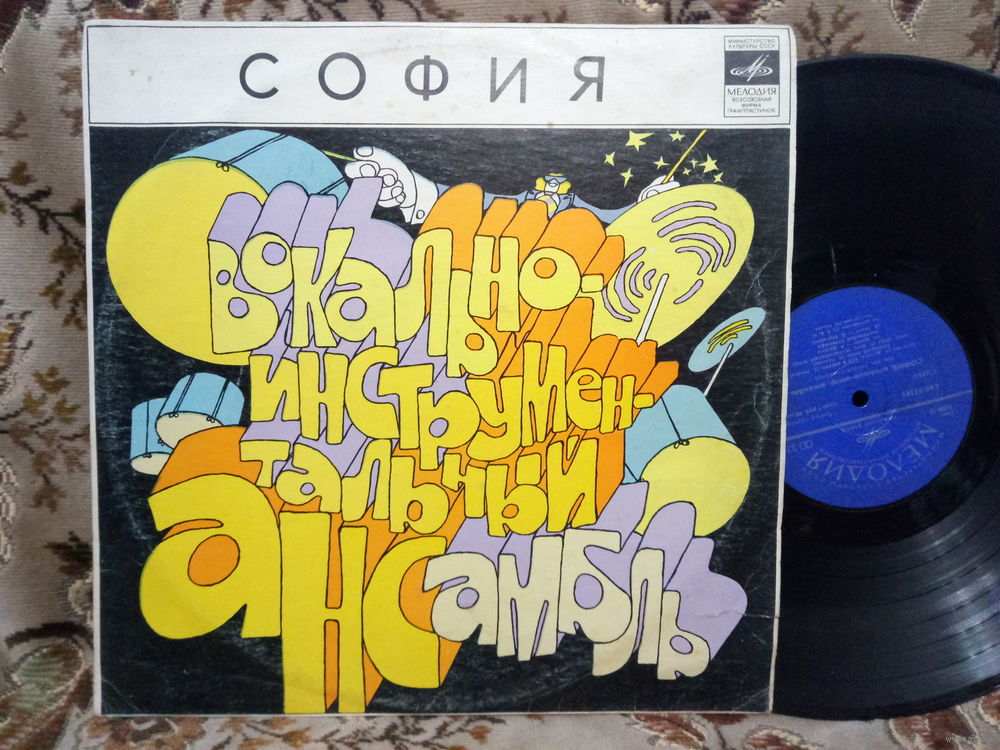 СОФИЯ
МИНИСТЕРСТВО
КУЛЬТУРЫ СССР
МЕЛОДИЯ
ВСЕСОЮЗНАЯ
ФИРМА
ГРАМПЛАСТИНОК
ВОКАЛЬНО-
ИНСТРУМЕН-
ТАЛЬНЫЙ
АНСАМБЛЬ
МЕЛОДИЯ